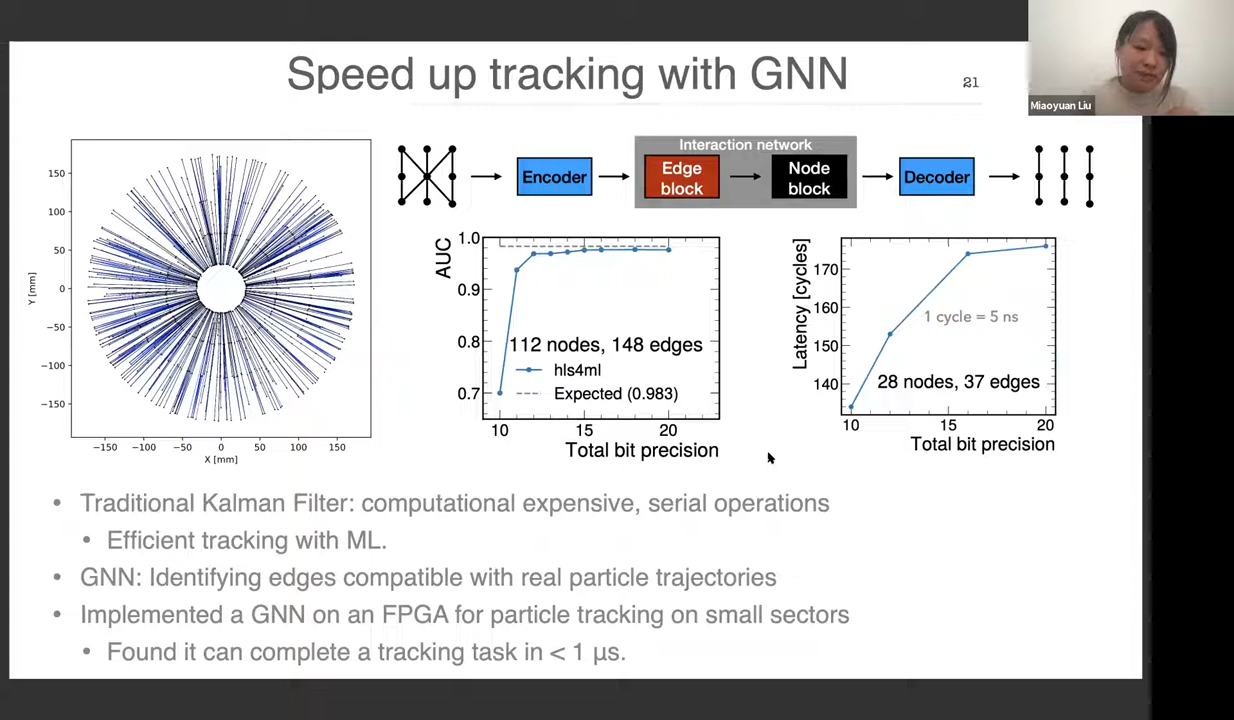 Speed up tracking with GNN
21
Miaoyuan Liu
Interaction network
Encoder
Edge
block
Node
block
Decoder
150
100
50
0
−50
−100
−150
Y [mm]
−150 −100 −50 0 50 100 150
X [mm]
AUC
1.0
0.9
0.8
0.7
112 nodes, 148 edges
hls4ml
Expected (0.983)
10 20
Total bit precision
Latency [cycles]
170
160
150
140
1 cycle = 5 ns
28 nodes, 37 edges
10 15 20
Total bit precision
• Traditional Kalman Filter: computational expensive, serial operations
• Efficient tracking with ML.
• GNN: Identifying edges compatible with real particle trajectories
• Implemented a GNN on an FPGA for particle tracking on small sectors
• Found it can complete a tracking task in < 1 μs.